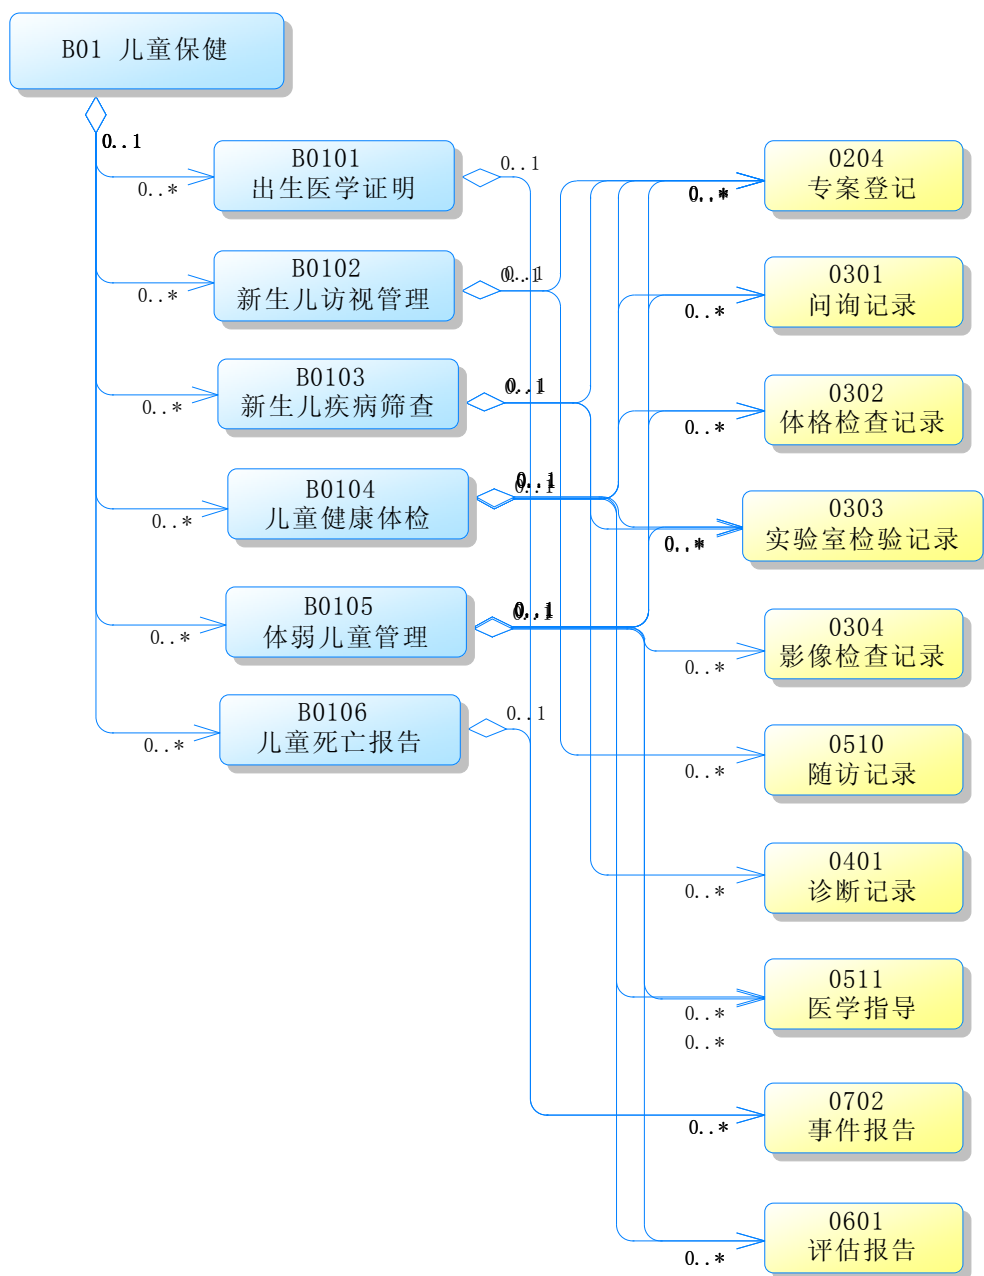 B01 儿童保健
0..1
B0101
出生医学证明
0..*
0..1
B0102
新生儿访视管理
0..*
0..1
0..1
B0103
新生儿疾病筛查
0..*
0..1
B0104
儿童健康体检
0..*
0..1
0..1
B0105
体弱儿童管理
0..*
0..1
0..1
B0106
儿童死亡报告
0..*
0..1
0204
专案登记
0..*
0301
问询记录
0..*
0302
体格检查记录
0..*
0303
实验室检验记录
0..*
0304
影像检查记录
0..*
0510
随访记录
0..*
0401
诊断记录
0..*
0511
医学指导
0..*
0..*
0702
事件报告
0..*
0601
评估报告
0..*